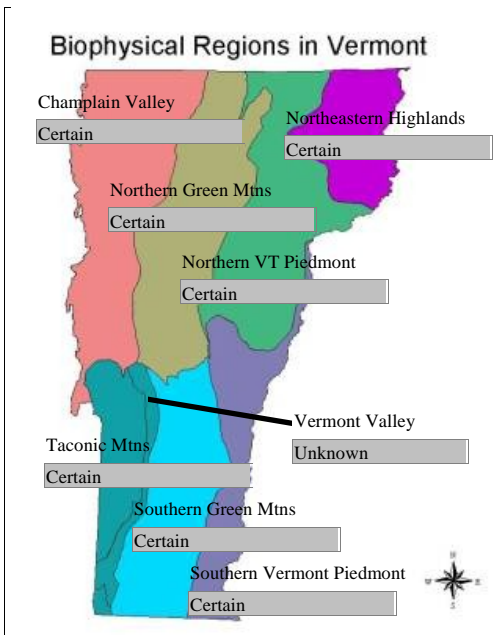 Biophysical Regions in Vermont
Champlain Valley
Certain
Northeastern Highlands
Certain
Northern Green Mtns
Certain
Northern VT Piedmont
Certain
Vermont Valley
Unknown
Taconic Mtns
Certain
Southern Green Mtns
Certain
Southern Vermont Piedmont
Certain
N
W E
S